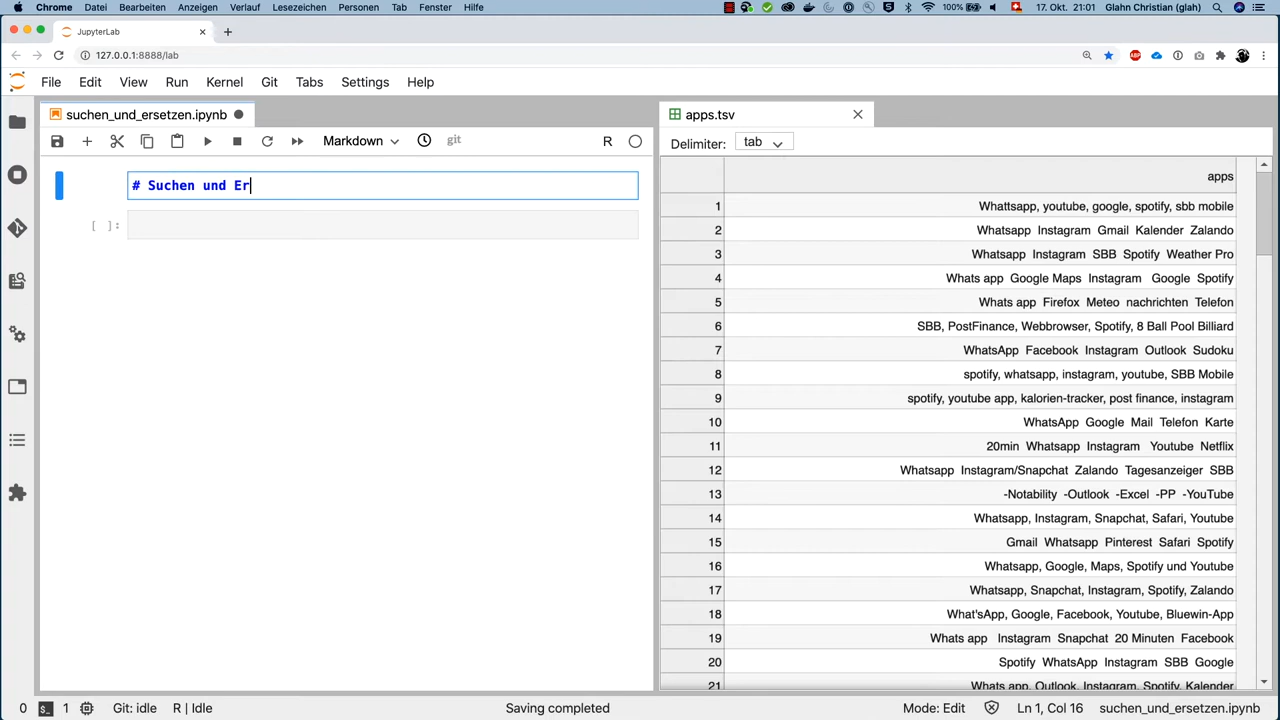 Chrome Datei Bearbeiten Anzeigen Verlauf Lesezeichen Personen Tab Fenster Hilfe 100% 17. Okt. 21:01 Glahn Christian (glah)
JupyterLab
127.0.0.1:8888/lab
File Edit View Run Kernel Git Tabs Settings Help
suchen_und_ersetzen.ipynb
apps.tsv
Markdown git R
Delimiter: tab
# Suchen und Er
[ ]:
apps
1 Whattsapp, youtube, google, spotify, sbb mobile
2 Whatsapp Instagram Gmail Kalender Zalando
3 Whatsapp Instagram SBB Spotify Weather Pro
4 Whats app Google Maps Instagram Google Spotify
5 Whats app Firefox Meteo nachrichten Telefon
6 SBB, PostFinance, Webbrowser, Spotify, 8 Ball Pool Billiard
7 WhatsApp Facebook Instagram Outlook Sudoku
8 spotify, whatsapp, instagram, youtube, SBB Mobile
9 spotify, youtube app, kalorien-tracker, post finance, instagram
10 WhatsApp Google Mail Telefon Karte
11 20min Whatsapp Instagram Youtube Netflix
12 Whatsapp Instagram/Snapchat Zalando Tagesanzeiger SBB
13 -Notability -Outlook -Excel -PP -YouTube
14 Whatsapp, Instagram, Snapchat, Safari, Youtube
15 Gmail Whatsapp Pinterest Safari Spotify
16 Whatsapp, Google, Maps, Spotify und Youtube
17 Whatsapp, Snapchat, Instagram, Spotify, Zalando
18 What'sApp, Google, Facebook, Youtube, Bluewin-App
19 Whats app Instagram Snapchat 20 Minuten Facebook
20 Spotify WhatsApp Instagram SBB Google
21 Whats app, Outlook, Instagram, Spotify, Kalender
0 1 Git: idle R | Idle Saving completed Mode: Edit Ln 1, Col 16 suchen_und_ersetzen.ipynb